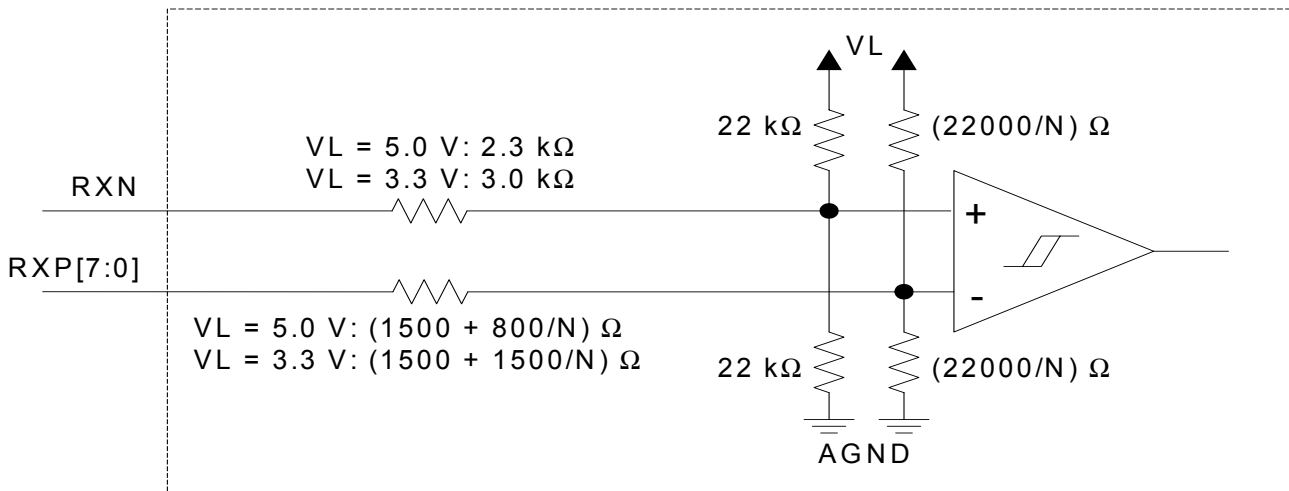 VL
22 kΩ
(22000/N) Ω
VL = 5.0 V: 2.3 kΩ
VL = 3.3 V: 3.0 kΩ
RXN
+
RXP[7:0]
-
VL = 5.0 V: (1500 + 800/N) Ω
VL = 3.3 V: (1500 + 1500/N) Ω
22 kΩ
(22000/N) Ω
AGND